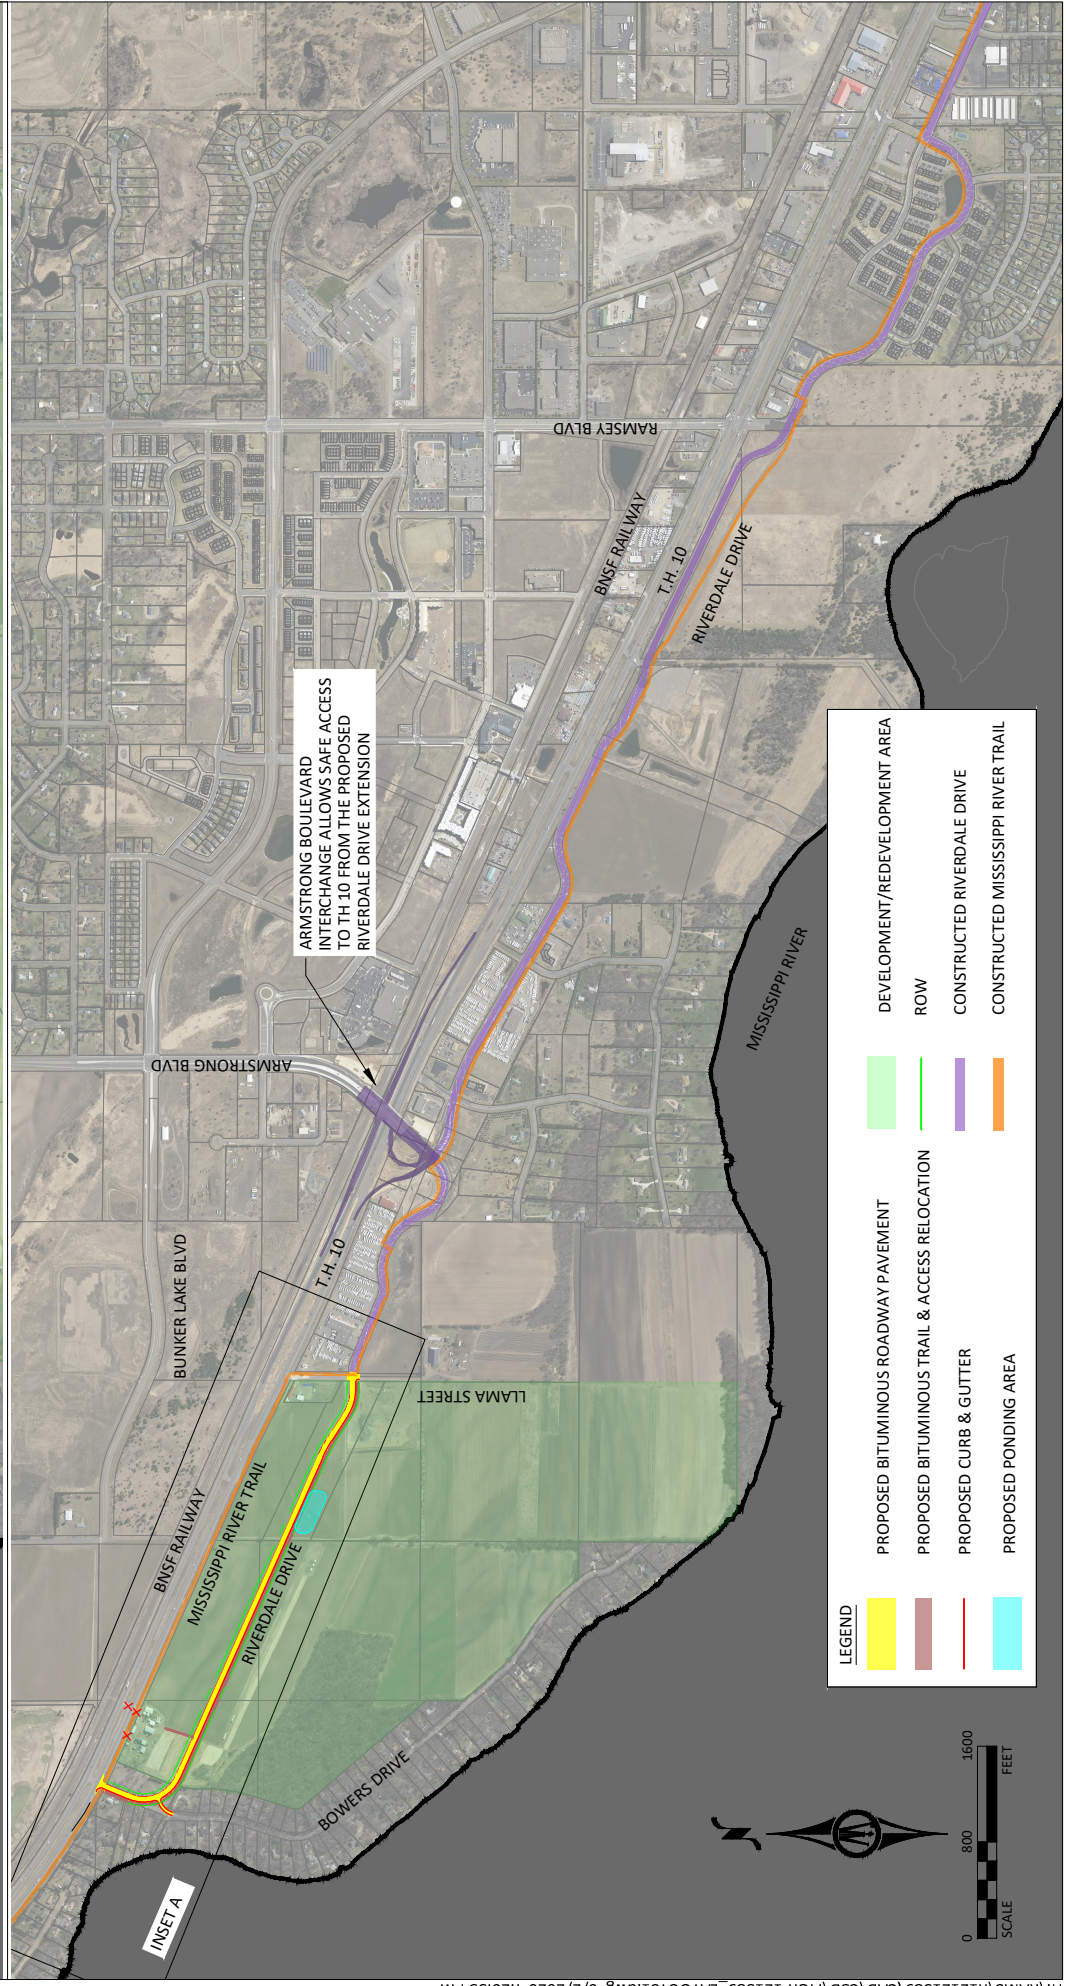 RAMSEY BLVD
BNSF RAILWAY
T.H. 10
RIVERDALE DRIVE
ARMSTRONG BOULEVARD
INTERCHANGE ALLOWS SAFE ACCESS
TO TH 10 FROM THE PROPOSED
RIVERDALE DRIVE EXTENSION
ARMSTRONG BLVD
MISSISSIPPI RIVER
BUNKER LAKE BLVD
T.H. 10
LLAMA STREET
BNSF RAILWAY
MISSISSIPPI RIVER TRAIL
RIVERDALE DRIVE
BOWERS DRIVE
INSET A
LEGEND
PROPOSED BITUMINOUS ROADWAY PAVEMENT
PROPOSED BITUMINOUS TRAIL & ACCESS RELOCATION
PROPOSED CURB & GUTTER
PROPOSED PONDING AREA
DEVELOPMENT/REDEVELOPMENT AREA
ROW
CONSTRUCTED RIVERDALE DRIVE
CONSTRUCTED MISSISSIPPI RIVER TRAIL
N
0 800 1600
SCALE FEET